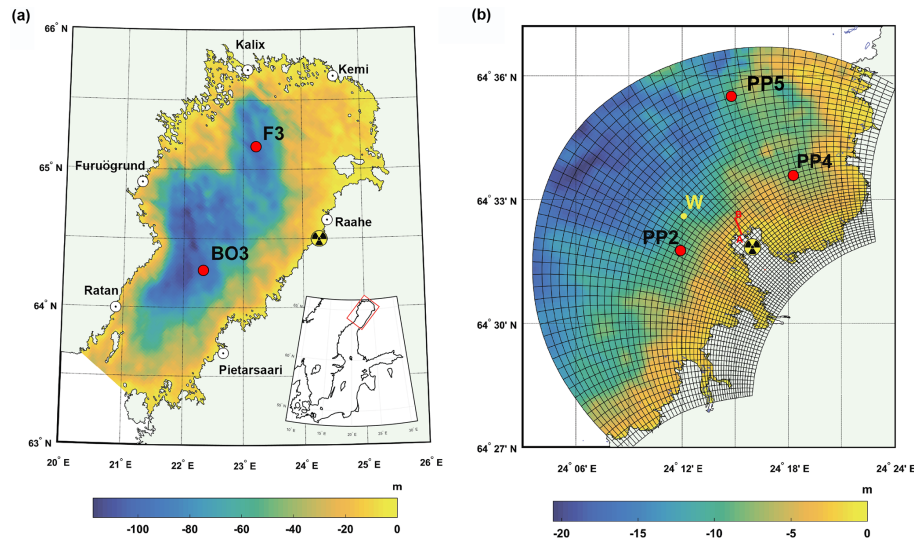 (a)
66° N
65° N
64° N
63° N
Kalix
Kemi
F3
Furuögrund
Raahe
BO3
Ratan
Pietarsaari
20° E
21° E
22° E
23° E
24° E
25° E
26° E
m
-100
-80
-60
-40
-20
0
(b)
64° 36' N
64° 33' N
64° 30' N
64° 27' N
PP5
PP4
W
PP2
24° 06' E
24° 12' E
24° 18' E
24° 24' E
m
-20
-15
-10
-5
0